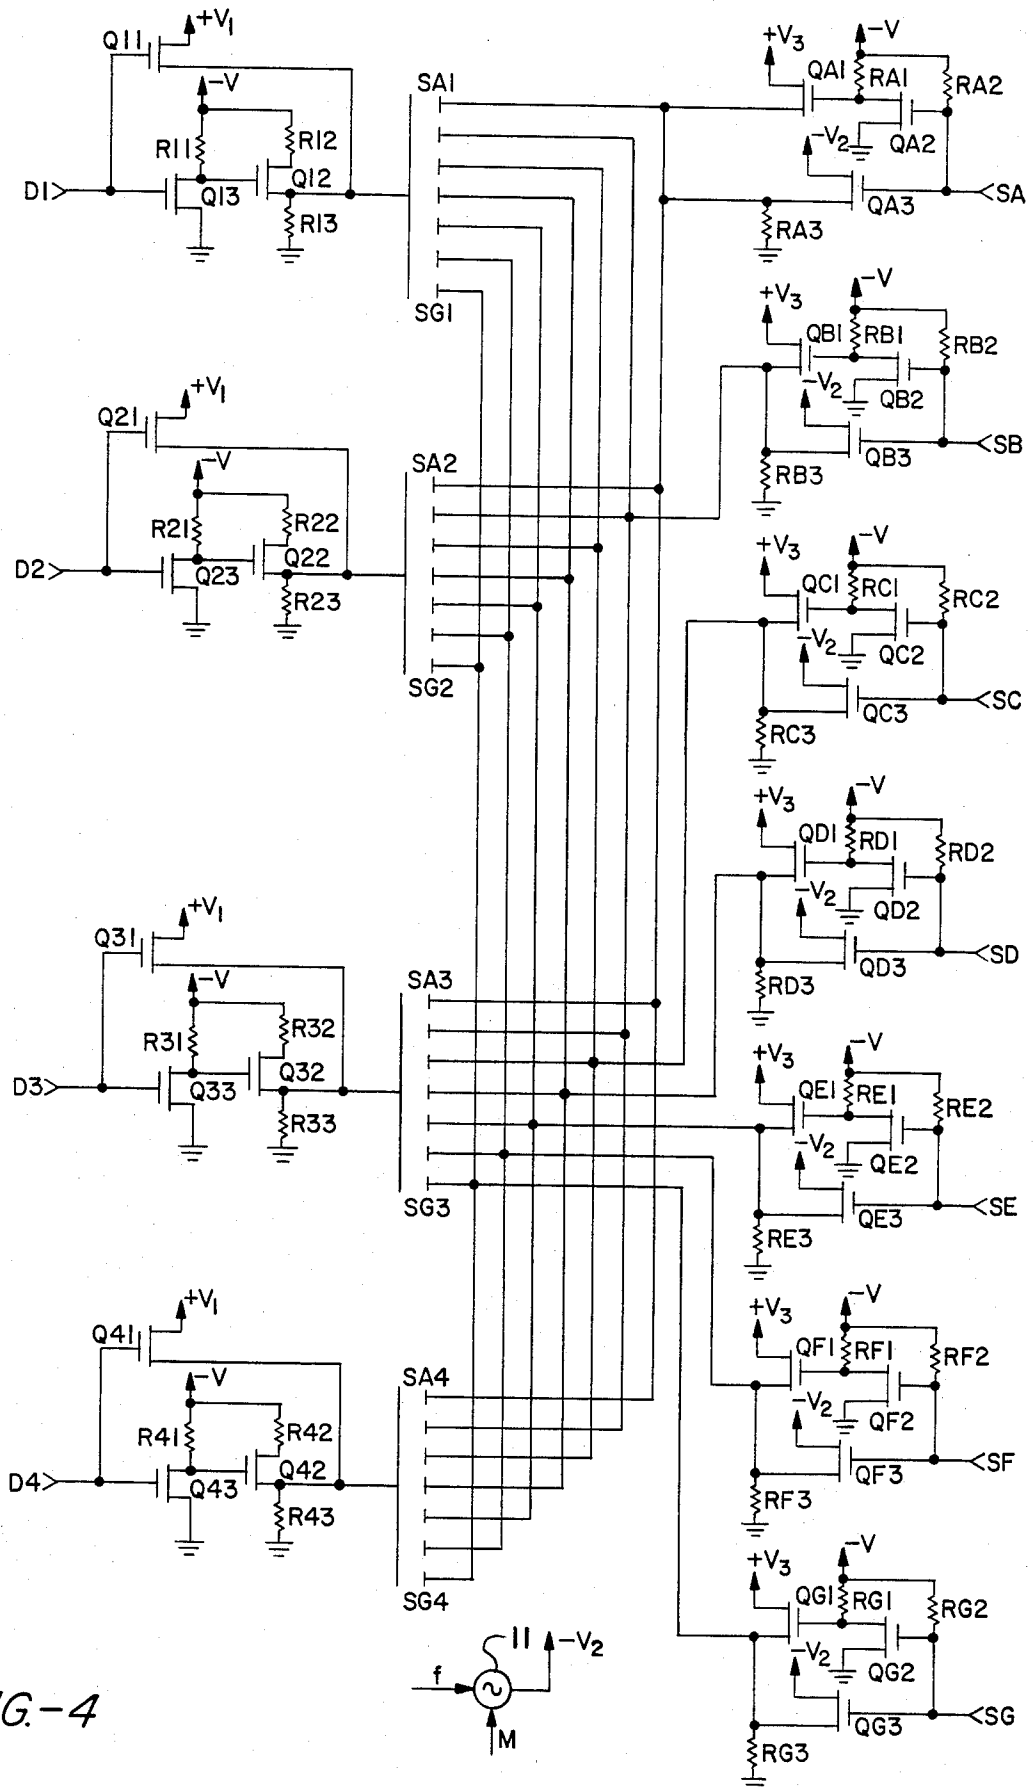 Q11
+V1
-V
R11
R12
Q12
D1
Q13
R13
SA1
SG1
+V3
-V
QA1
RA1
RA2
-V2
QA2
SA
QA3
RA3
+V3
-V
QB1
RB1
RB2
-V2
QB2
SB
QB3
RB3
Q21
+V1
-V
R21
R22
Q22
D2
Q23
R23
SA2
SG2
+V3
-V
QC1
RC1
RC2
-V2
QC2
SC
QC3
RC3
+V3
-V
QD1
RD1
RD2
-V2
QD2
SD
QD3
RD3
Q31
+V1
-V
R31
R32
Q32
D3
Q33
R33
SA3
SG3
+V3
-V
QE1
RE1
RE2
-V2
QE2
SE
QE3
RE3
Q41
+V1
-V
R41
R42
Q42
D4
Q43
R43
SA4
SG4
+V3
-V
QF1
RF1
RF2
-V2
QF2
SF
QF3
RF3
+V3
-V
QG1
RG1
RG2
-V2
QG2
SG
QG3
RG3
11
-V2
f
M
G.-4